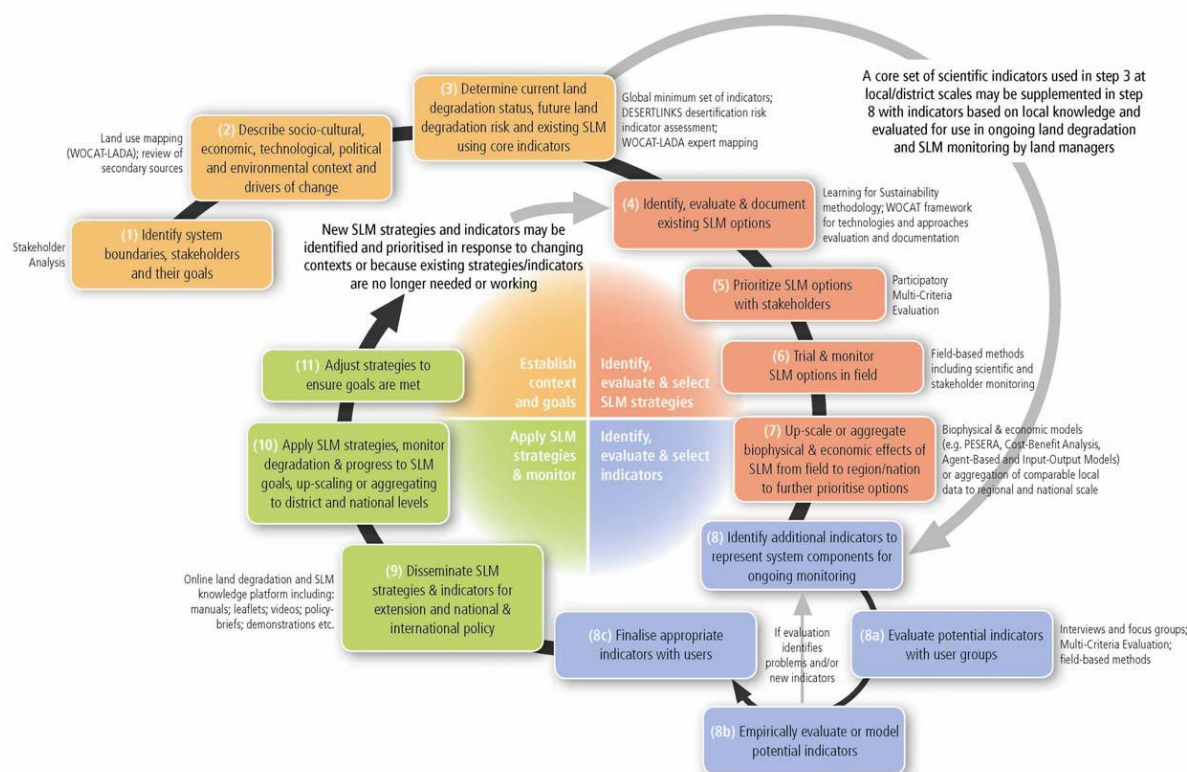 (1) Identify system
boundaries, stakeholders
and their goals
Stakeholder
Analysis
(2) Describe socio-cultural,
economic, technological, political
and environmental context and
drivers of change
Land use mapping
(WOCAT-LADA); review of
secondary sources
(3) Determine current land
degradation status, future land
degradation risk and existing SLM
using core indicators
Global minimum set of indicators;
DESERTLINKS desertification risk
indicator assessment;
WOCAT-LADA expert mapping
A core set of scientific indicators used in step 3 at
local/district scales may be supplemented in step
8 with indicators based on local knowledge and
evaluated for use in ongoing land degradation
and SLM monitoring by land managers
(4) Identify, evaluate & document
existing SLM options
Learning for Sustainability
methodology; WOCAT framework
for technologies and approaches
evaluation and documentation
New SLM strategies and indicators may be
identified and prioritised in response to changing
contexts or because existing strategies/indicators
are no longer needed or working
(5) Prioritize SLM options
with stakeholders
Participatory
Multi-Criteria
Evaluation
(6) Trial & monitor
SLM options in field
Field-based methods
including scientific and
stakeholder monitoring
(7) Up-scale or aggregate
biophysical & economic effects of
SLM from field to region/nation
to further prioritise options
Biophysical & economic models
(e.g. PESERA, Cost-Benefit Analysis,
Agent-Based and Input-Output Models)
or aggregation of comparable local
data to regional and national scale
Establish
context
and goals
Identify,
evaluate & select
SLM strategies
Apply SLM
strategies
& monitor
Identify,
evaluate & select
indicators
(8) Identify additional indicators to
represent system components for
ongoing monitoring
(8a) Evaluate potential indicators
with user groups
Interviews and focus groups;
Multi-Criteria Evaluation;
field-based methods
If evaluation
identifies
problems and/or
new indicators
(8b) Empirically evaluate or model
potential indicators
(8c) Finalise appropriate
indicators with users
(9) Disseminate SLM
strategies & indicators for
extension and national &
international policy
Online land degradation and SLM
knowledge platform including:
manuals; leaflets; videos; policy-
briefs; demonstrations etc.
(10) Apply SLM strategies, monitor
degradation & progress to SLM
goals, up-scaling or aggregating
to district and national levels
(11) Adjust strategies to
ensure goals are met